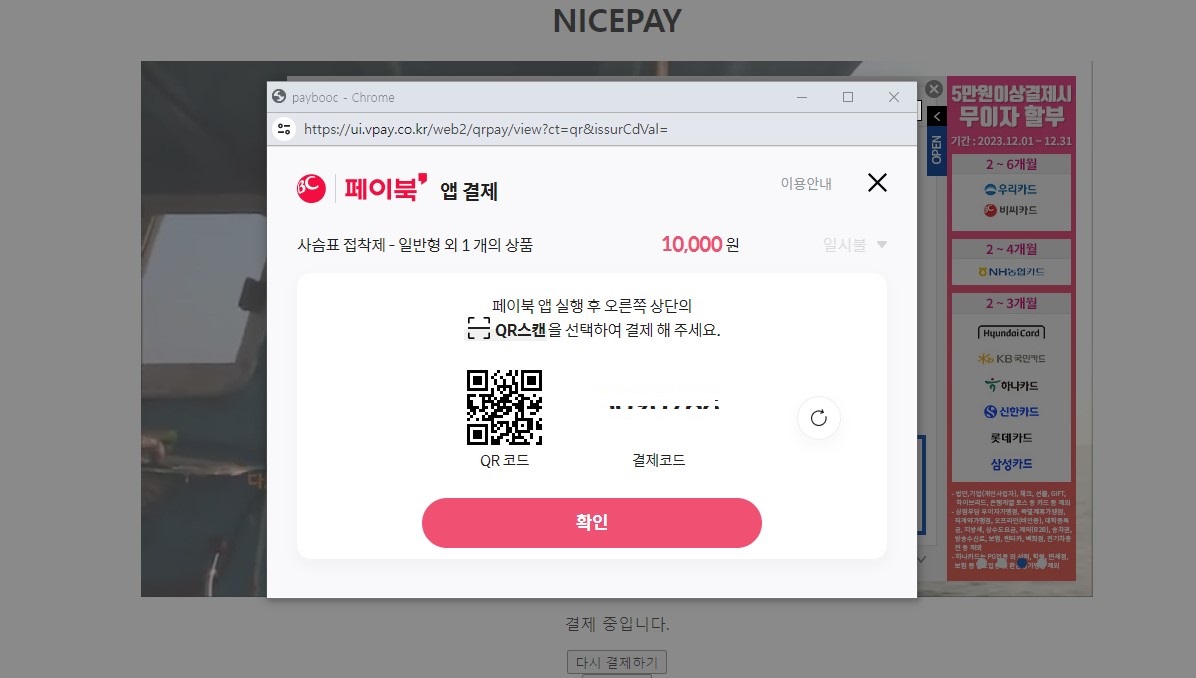 NICEPAY
paybooc - Chrome
https://ui.vpay.co.kr/web2/qrpay/view?ct=qr&issurCdVal=
BC 페이북 앱 결제
이용안내
사슴표 접착제 - 일반형 외 1 개의 상품
10,000 원
일시불
페이북 앱 실행 후 오른쪽 상단의
QR스캔을 선택하여 결제 해 주세요.
QR 코드
결제코드
확인
OPEN
5만원이상결제시
무이자 할부
기간 : 2023.12.01 ~ 12.31
2 ~ 6개월
우리카드
비씨카드
2 ~ 4개월
NH농협카드
2 ~ 3개월
Hyundai Card
KB 국민카드
하나카드
신한카드
롯데카드
삼성카드
결제 중입니다.
다시 결제하기